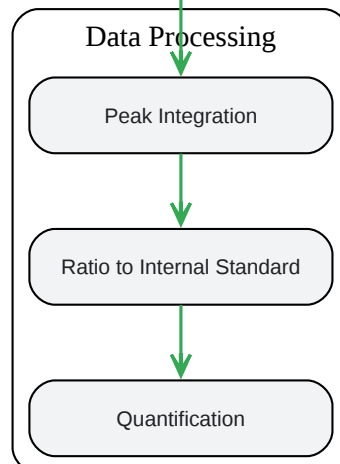 Data Processing
Peak Integration
Ratio to Internal Standard
Quantification